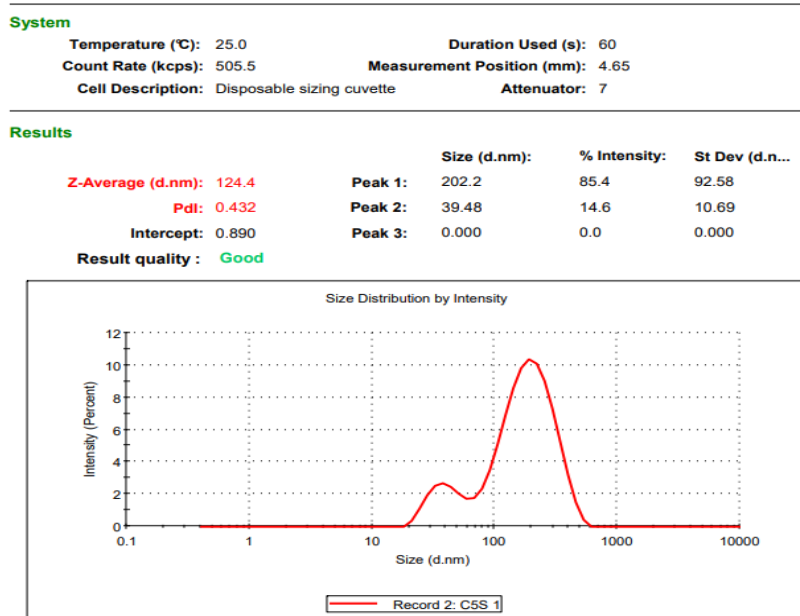 System
Temperature (°C): 25.0 Duration Used (s): 60
Count Rate (kcps): 505.5 Measurement Position (mm): 4.65
Cell Description: Disposable sizing cuvette Attenuator: 7
Results
Size (d.nm): % Intensity: St Dev (d.n...
Z-Average (d.nm): 124.4 Peak 1: 202.2 85.4 92.58
PdI: 0.432 Peak 2: 39.48 14.6 10.69
Intercept: 0.890 Peak 3: 0.000 0.0 0.000
Result quality : Good
Size Distribution by Intensity
Intensity (Percent)
12
10
8
6
4
2
0
0.1 1 10 100 1000 10000
Size (d.nm)
Record 2: C5S 1